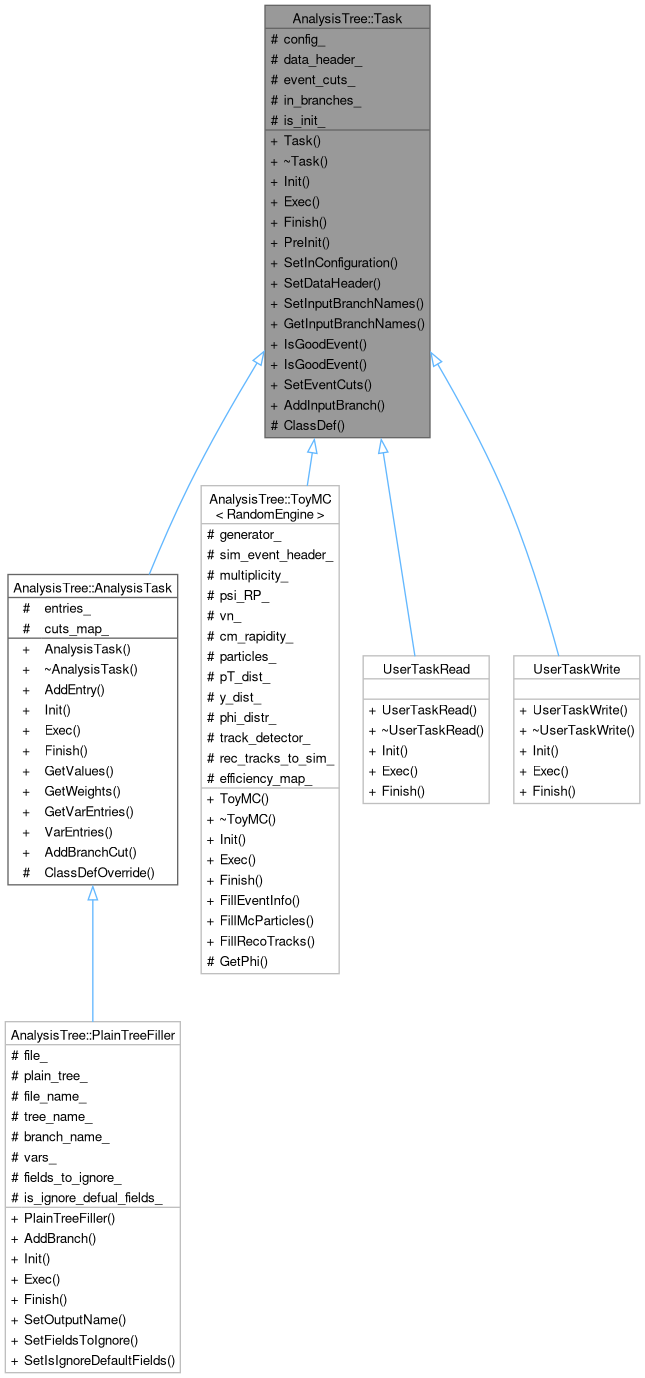 AnalysisTree::Task
# config_
# data_header_
# event_cuts_
# in_branches_
# is_init_
+ Task()
+ ~Task()
+ Init()
+ Exec()
+ Finish()
+ PreInit()
+ SetInConfiguration()
+ SetDataHeader()
+ SetInputBranchNames()
+ GetInputBranchNames()
+ IsGoodEvent()
+ IsGoodEvent()
+ SetEventCuts()
+ AddInputBranch()
# ClassDef()
AnalysisTree::AnalysisTask
# entries_
# cuts_map_
+ AnalysisTask()
+ ~AnalysisTask()
+ AddEntry()
+ Init()
+ Exec()
+ Finish()
+ GetValues()
+ GetWeights()
+ GetVarEntries()
+ VarEntries()
+ AddBranchCut()
# ClassDefOverride()
AnalysisTree::ToyMC
< RandomEngine >
# generator_
# sim_event_header_
# multiplicity_
# psi_RP_
# vn_
# cm_rapidity_
# particles_
# pT_dist_
# y_dist_
# phi_distr_
# track_detector_
# rec_tracks_to_sim_
# efficiency_map_
+ ToyMC()
+ ~ToyMC()
+ Init()
+ Exec()
+ Finish()
+ FillEventInfo()
+ FillMcParticles()
+ FillRecoTracks()
# GetPhi()
UserTaskRead
+ UserTaskRead()
+ ~UserTaskRead()
+ Init()
+ Exec()
+ Finish()
UserTaskWrite
+ UserTaskWrite()
+ ~UserTaskWrite()
+ Init()
+ Exec()
+ Finish()
AnalysisTree::PlainTreeFiller
# file_
# plain_tree_
# file_name_
# tree_name_
# branch_name_
# vars_
# fields_to_ignore_
# is_ignore_defual_fields_
+ PlainTreeFiller()
+ AddBranch()
+ Init()
+ Exec()
+ Finish()
+ SetOutputName()
+ SetFieldsToIgnore()
+ SetIsIgnoreDefaultFields()